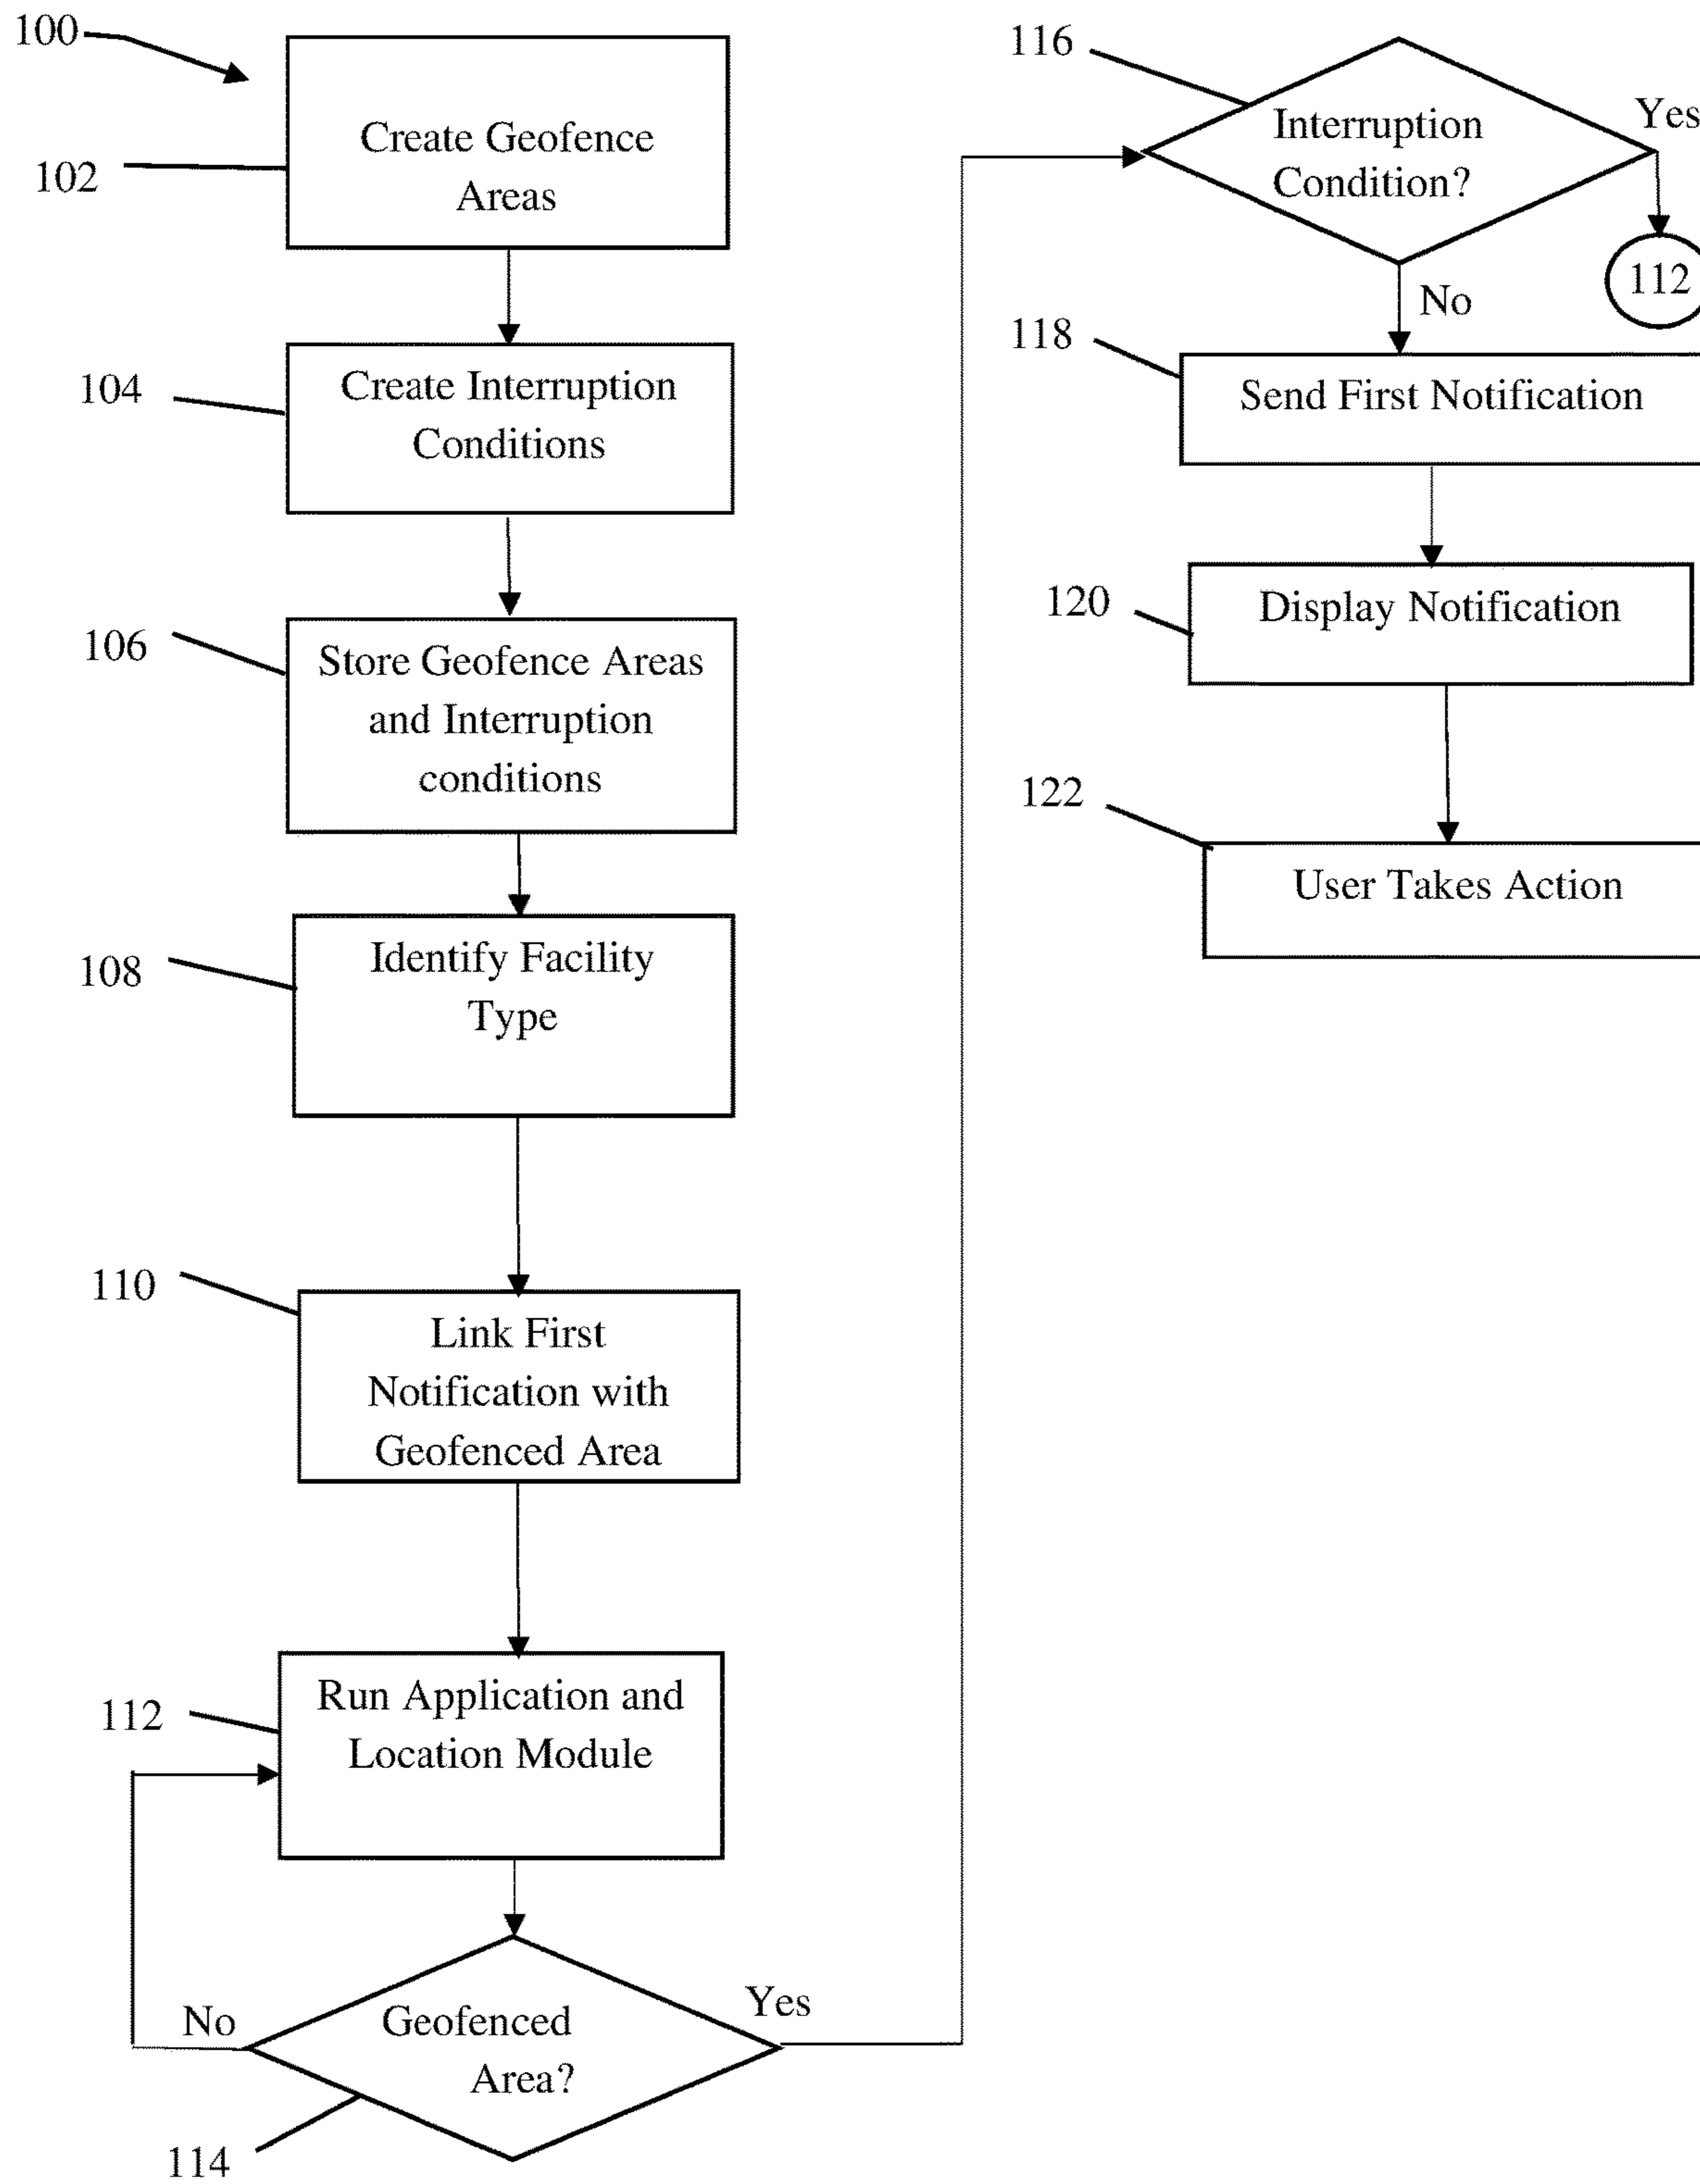 100
Create Geofence
Areas
102
Create Interruption
Conditions
104
Store Geofence Areas
and Interruption
conditions
106
Identify Facility
Type
108
Link First
Notification with
Geofenced Area
110
Run Application and
Location Module
112
No
Geofenced
Area?
Yes
114
116
Interruption
Condition?
Yes
112
No
118
Send First Notification
120
Display Notification
122
User Takes Action